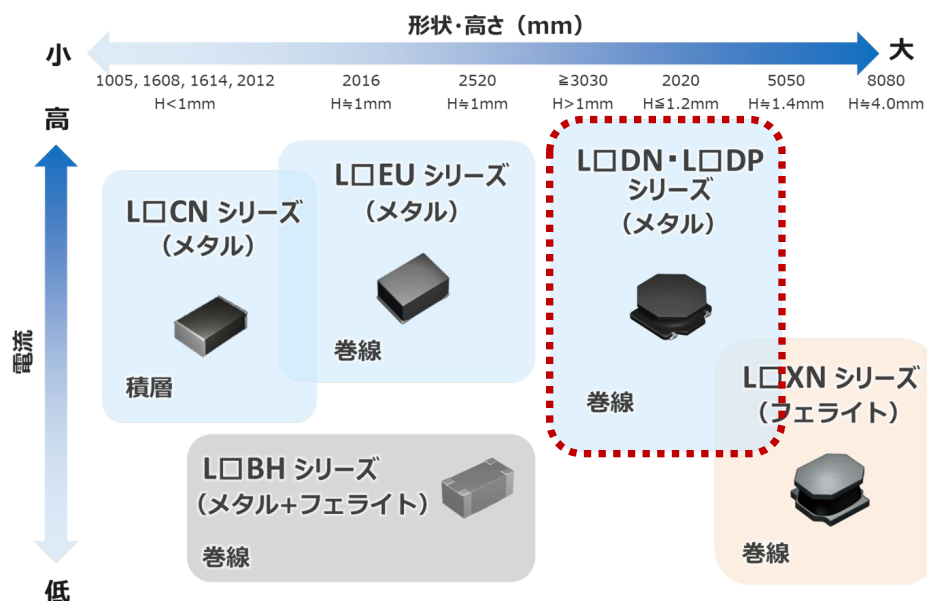 形状・高さ（mm）
小
大
1005, 1608, 1614, 2012
H<1mm
2016
H≒1mm
2520
H≒1mm
≧3030
H>1mm
2020
H≦1.2mm
5050
H≒1.4mm
8080
H≒4.0mm
高
電流
低
L□CN シリーズ
（メタル）
積層
L□EU シリーズ
（メタル）
巻線
L□DN・L□DP
シリーズ
（メタル）
巻線
L□XN シリーズ
（フェライト）
巻線
L□BH シリーズ
（メタル+フェライト）
巻線